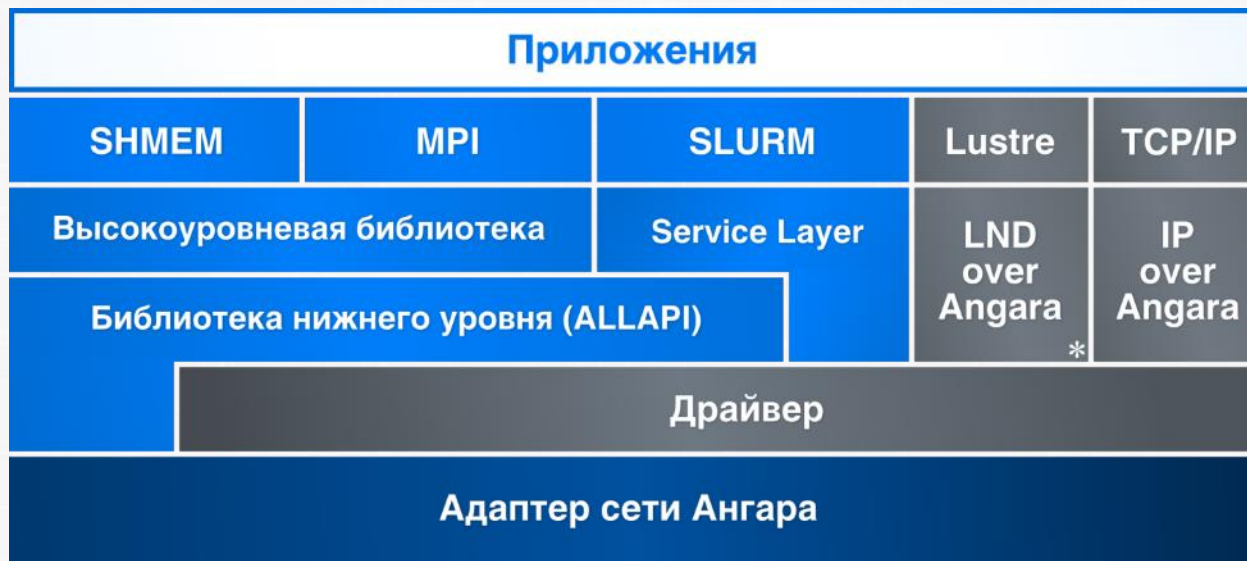 Приложения
SHMEM
MPI
SLURM
Lustre
TCP/IP
Высокоуровневая библиотека
Service Layer
LND
over
Angara
*
IP
over
Angara
Библиотека нижнего уровня (ALLAPI)
Драйвер
Адаптер сети Ангара